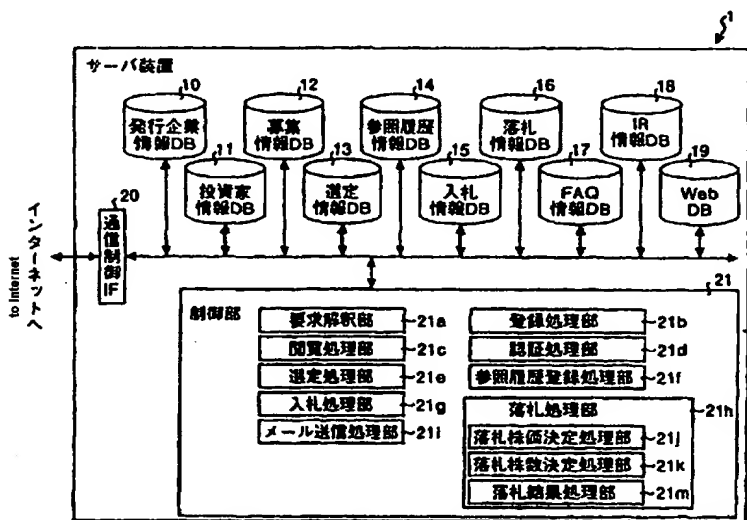 1
サーバ装置
10
発行企業
情報DB
12
募集
情報DB
14
参照履歴
情報DB
16
落札
情報DB
18
IR
情報DB
11
投資家
情報DB
13
選定
情報DB
15
入札
情報DB
17
FAQ
情報DB
19
Web
DB
to Internet
インターネットへ
20
通信制御IF
21
制御部
要求解釈部
21a
登録処理部
21b
閲覧処理部
21c
認証処理部
21d
選定処理部
21e
参照履歴登録処理部
21f
入札処理部
21g
落札処理部
21h
メール送信処理部
21i
落札株価決定処理部
21j
落札株数決定処理部
21k
落札結果処理部
21m